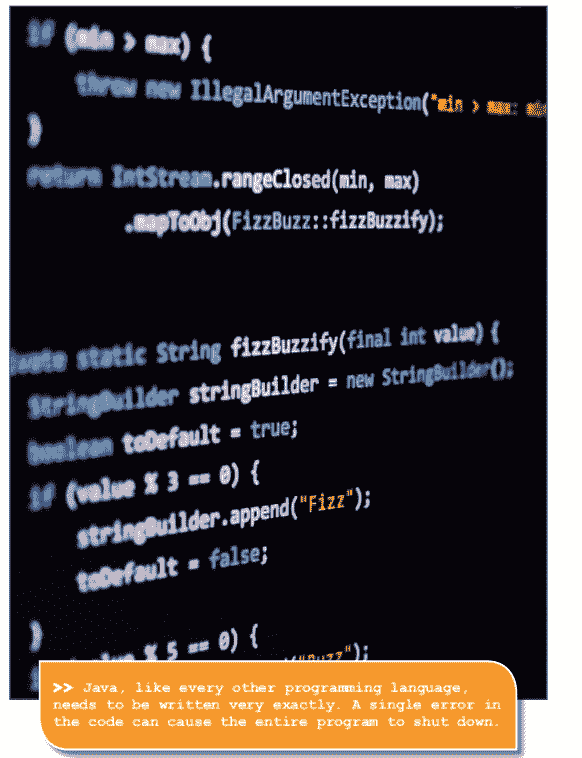 if (min > max) {
throw new IllegalArgumentException("min > max: min
}
return IntStream.rangeClosed(min, max)
.mapToObj(FizzBuzz::fizzBuzzify);
static String fizzBuzzify(final int value) {
StringBuilder stringBuilder = new StringBuilder();
boolean toDefault = true;
if (value % 3 == 0) {
stringBuilder.append("Fizz");
toDefault = false;
}
value % 5 == 0) {
("Buzz");
>> Java, like every other programming language,
needs to be written very exactly. A single error in
the code can cause the entire program to shut down.